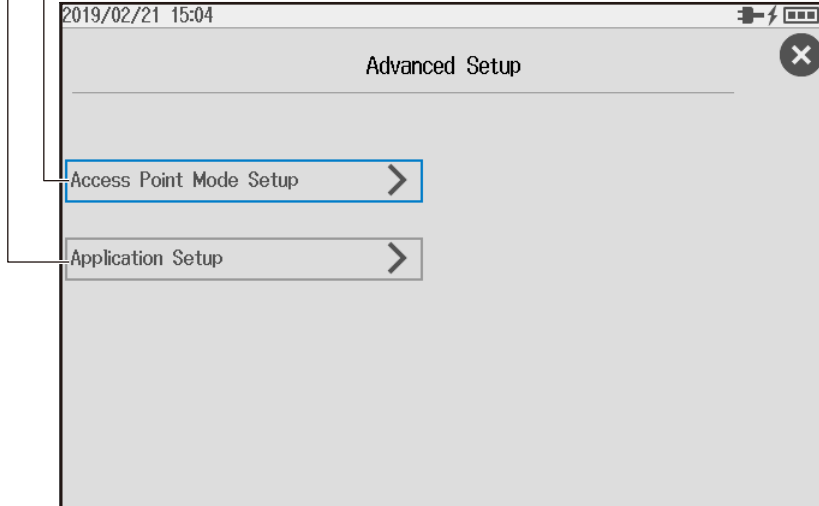 2019/02/21 15:04
Advanced Setup
Access Point Mode Setup
Application Setup